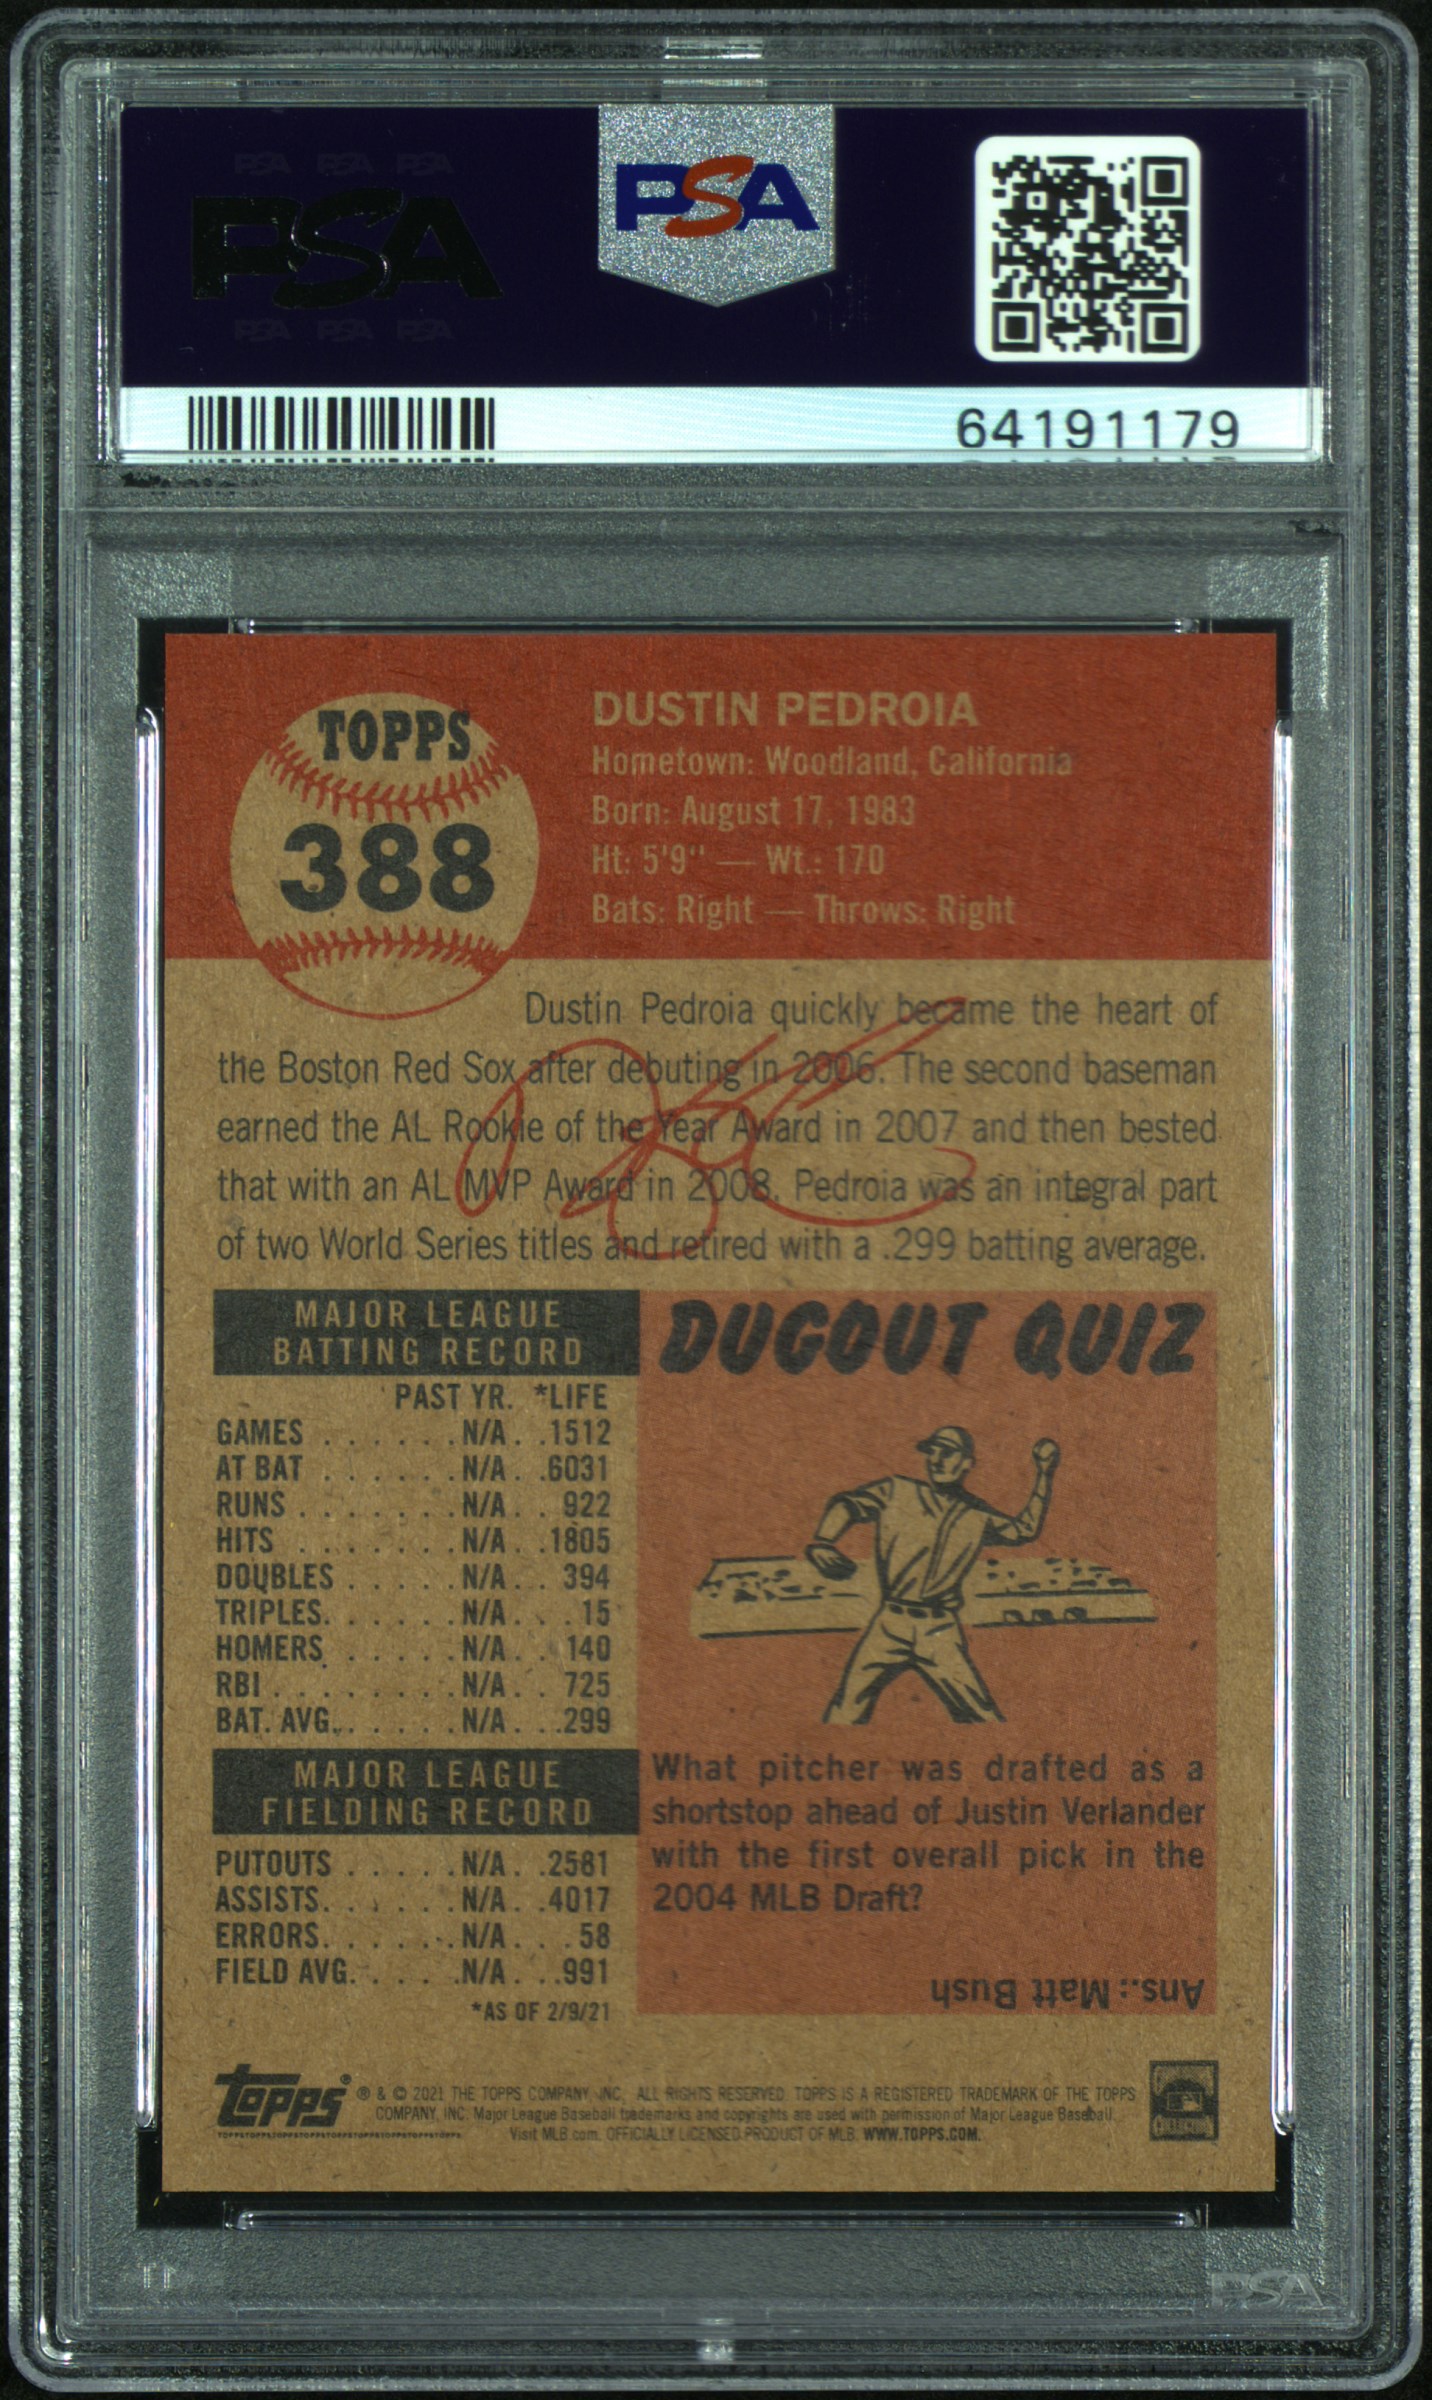 PSA PSA PSA
PSA
PSA
PSA PSA PSA
64191179
TOPPS
388
DUSTIN PEDROIA
Hometown: Woodland, California
Born: August 17, 1983
Ht: 5'9" — Wt.: 170
Bats: Right — Throws: Right
Dustin Pedroia quickly became the heart of
the Boston Red Sox after debuting in 2006. The second baseman
earned the AL Rookie of the Year Award in 2007 and then bested
that with an AL MVP Award in 2008. Pedroia was an integral part
of two World Series titles and retired with a .299 batting average.
MAJOR LEAGUE
BATTING RECORD
PAST YR. *LIFE
GAMES . . . . . . N/A . . 1512
AT BAT . . . . . . N/A . . 6031
RUNS . . . . . . . N/A . . 922
HITS . . . . . . . . N/A . . 1805
DOUBLES . . . . . N/A . . 394
TRIPLES. . . . . . N/A . . . 15
HOMERS . . . . . N/A . . 140
RBI . . . . . . . . N/A . . 725
BAT. AVG. . . . . . N/A . . .299
MAJOR LEAGUE
FIELDING RECORD
PUTOUTS . . . . . N/A . . 2581
ASSISTS. . . . . . N/A . . 4017
ERRORS. . . . . . N/A . . . 58
FIELD AVG. . . . . N/A . . .991
*AS OF 2/9/21
DUGOUT QUIZ
What pitcher was drafted as a
shortstop ahead of Justin Verlander
with the first overall pick in the
2004 MLB Draft?
Ans.: Matt Bush
Topps ® ® & © 2021 THE TOPPS COMPANY, INC. ALL RIGHTS RESERVED. TOPPS IS A REGISTERED TRADEMARK OF THE TOPPS
COMPANY, INC. Major League Baseball trademarks and copyrights are used with permission of Major League Baseball.
Visit MLB.com. OFFICIALLY LICENSED PRODUCT OF MLB. WWW.TOPPS.COM.
PSA